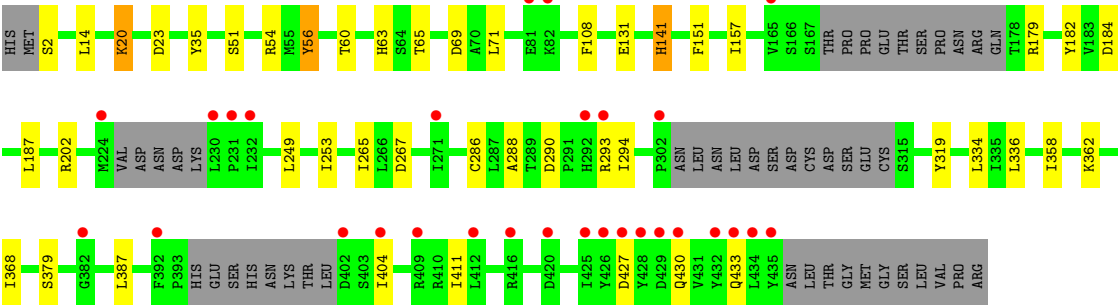 HIS MET S2 L14 K20 D23 Y35 S51 R54 M55 Y56 T60 H63 S64 T65 D69 A70 L71 E81 K82 F108 E131 H141 F151 I157 V165 S166 S167 THR PRO PRO GLU THR SER PRO ASN ARG GLN T178 R179 Y182 V183 D184
L187 R202 M224 VAL ASP ASN ASP LYS L230 P231 I232 L249 I253 I265 L266 D267 I271 C286 L287 A288 T289 D290 P291 H292 R293 I294 P302 ASN LEU ASN LEU ASP SER ASP CYS ASP SER GLU CYS S315 Y319 L334 I335 L336 I358 K362
I368 S379 G382 L387 F392 P393 HIS GLU SER HIS ASN LYS THR LEU D402 S403 I404 R409 R410 I411 L412 R416 D420 I425 Y426 D427 Y428 D429 Q430 V431 Y432 Q433 L434 Y435 ASN LEU THR GLY MET GLY SER LEU VAL PRO ARG